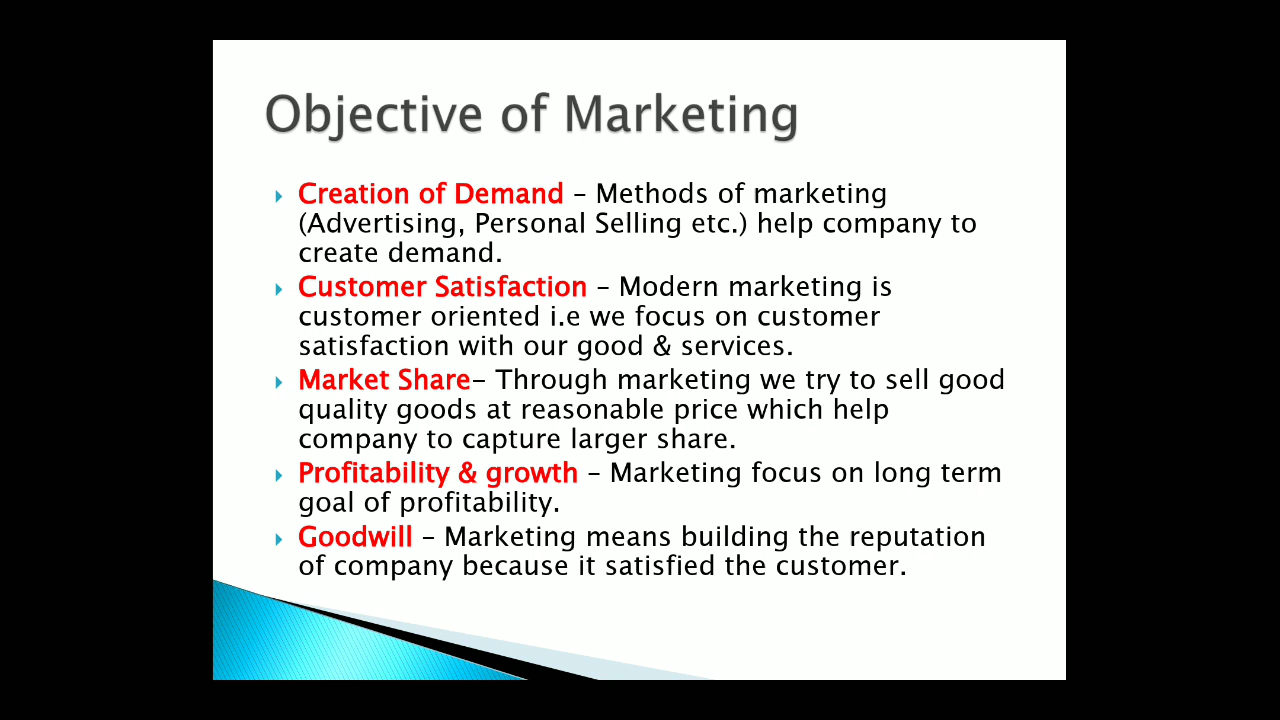 Objective of Marketing
Creation of Demand – Methods of marketing
(Advertising, Personal Selling etc.) help company to
create demand.
Customer Satisfaction – Modern marketing is
customer oriented i.e we focus on customer
satisfaction with our good & services.
Market Share- Through marketing we try to sell good
quality goods at reasonable price which help
company to capture larger share.
Profitability & growth – Marketing focus on long term
goal of profitability.
Goodwill – Marketing means building the reputation
of company because it satisfied the customer.